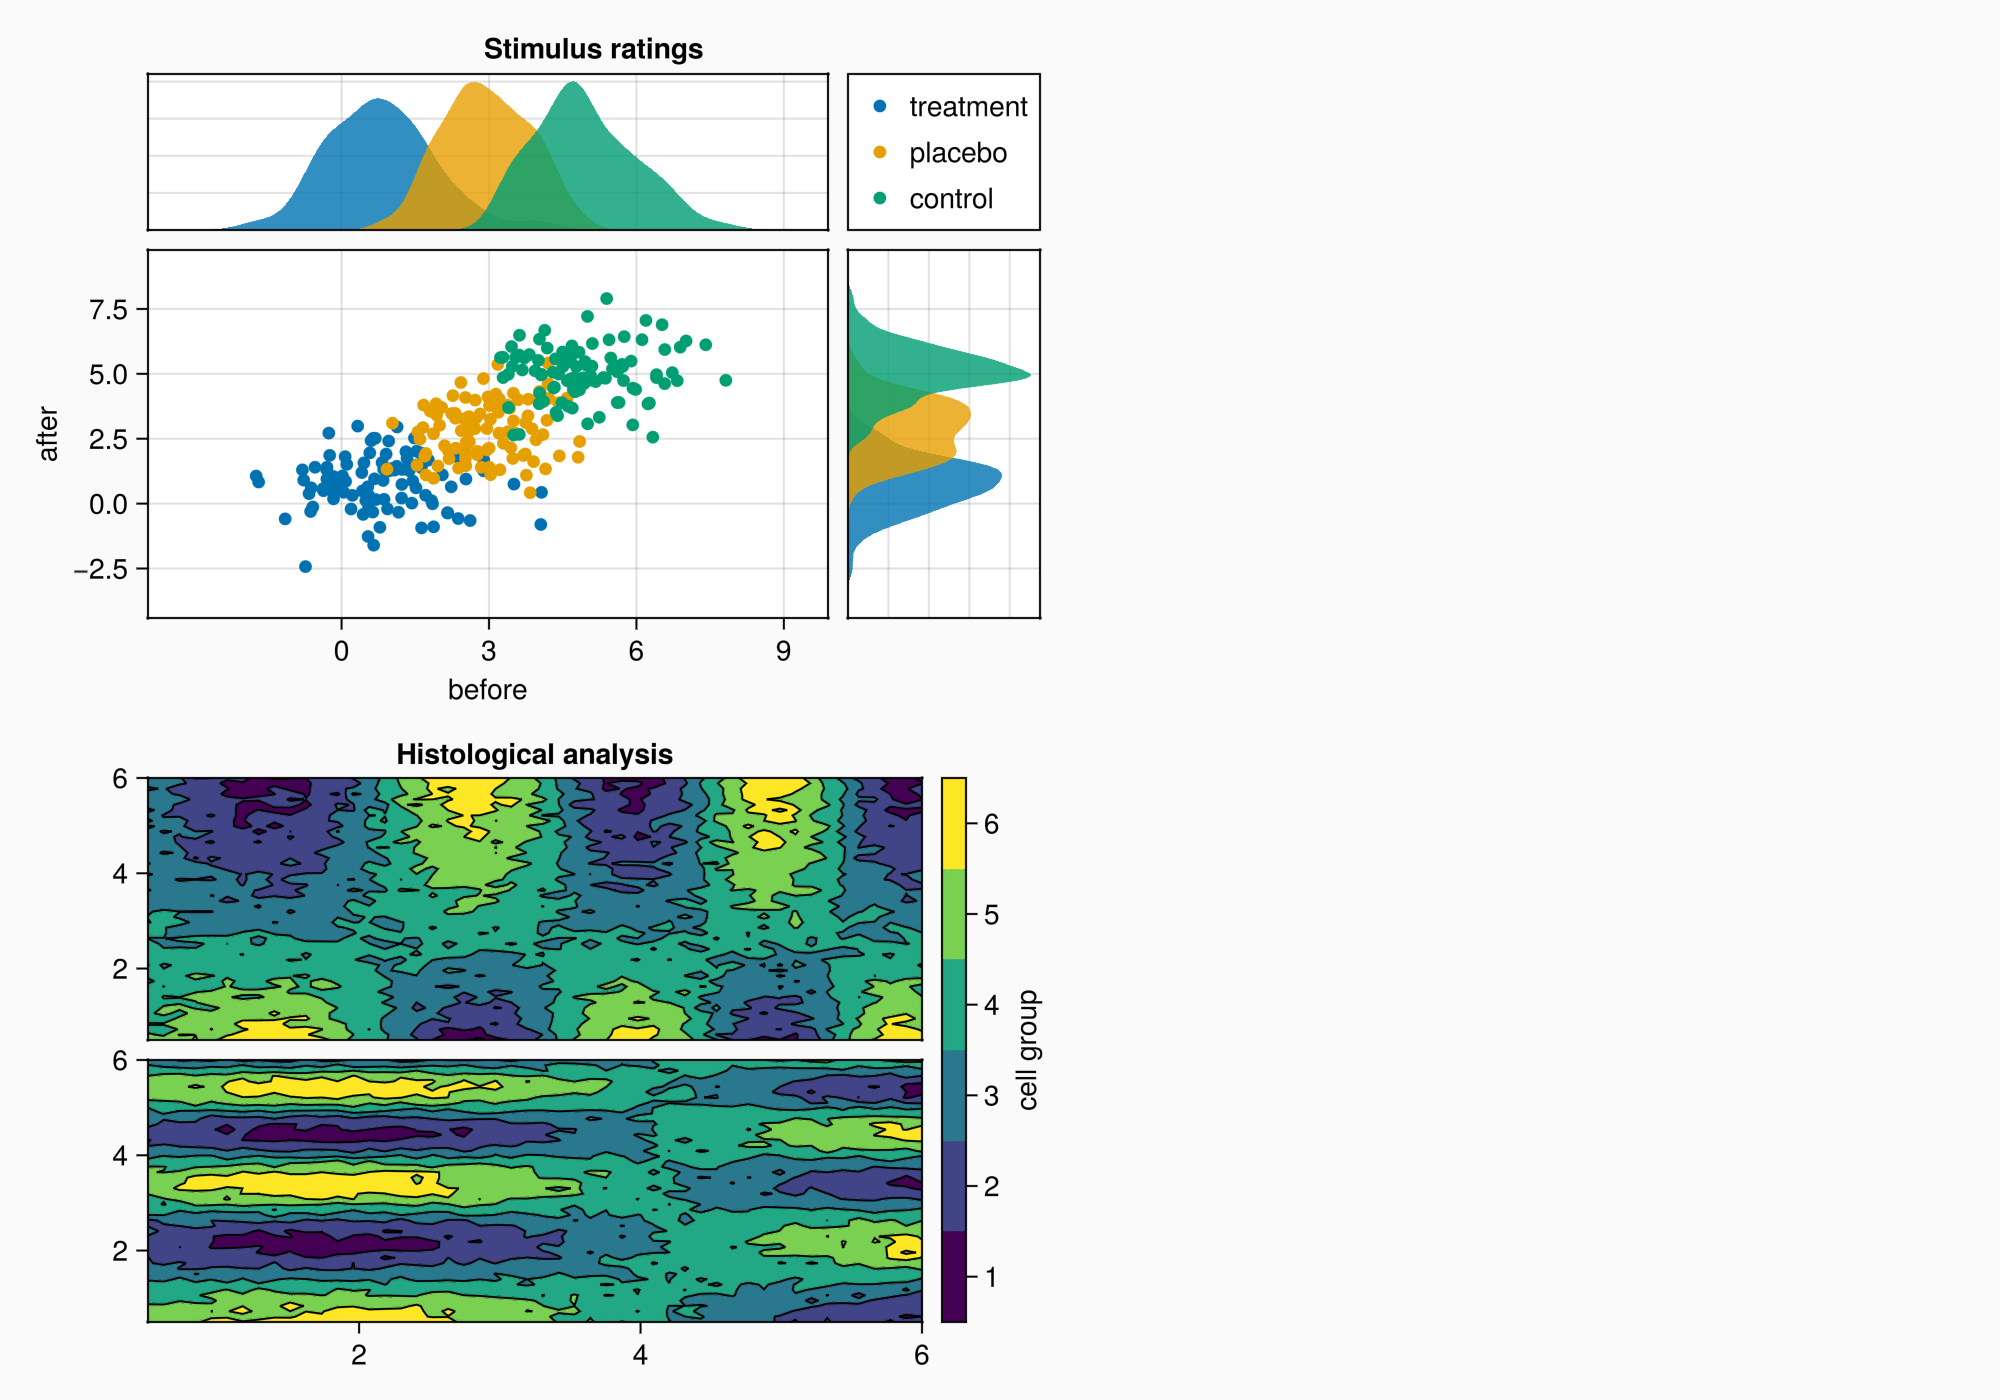 Stimulus ratings
treatment
placebo
control
after
7.5
5.0
2.5
0.0
−2.5
0 3 6 9
before
Histological analysis
6
4
2
6
4
2
2 4 6
6
5
4
3
2
1
cell group